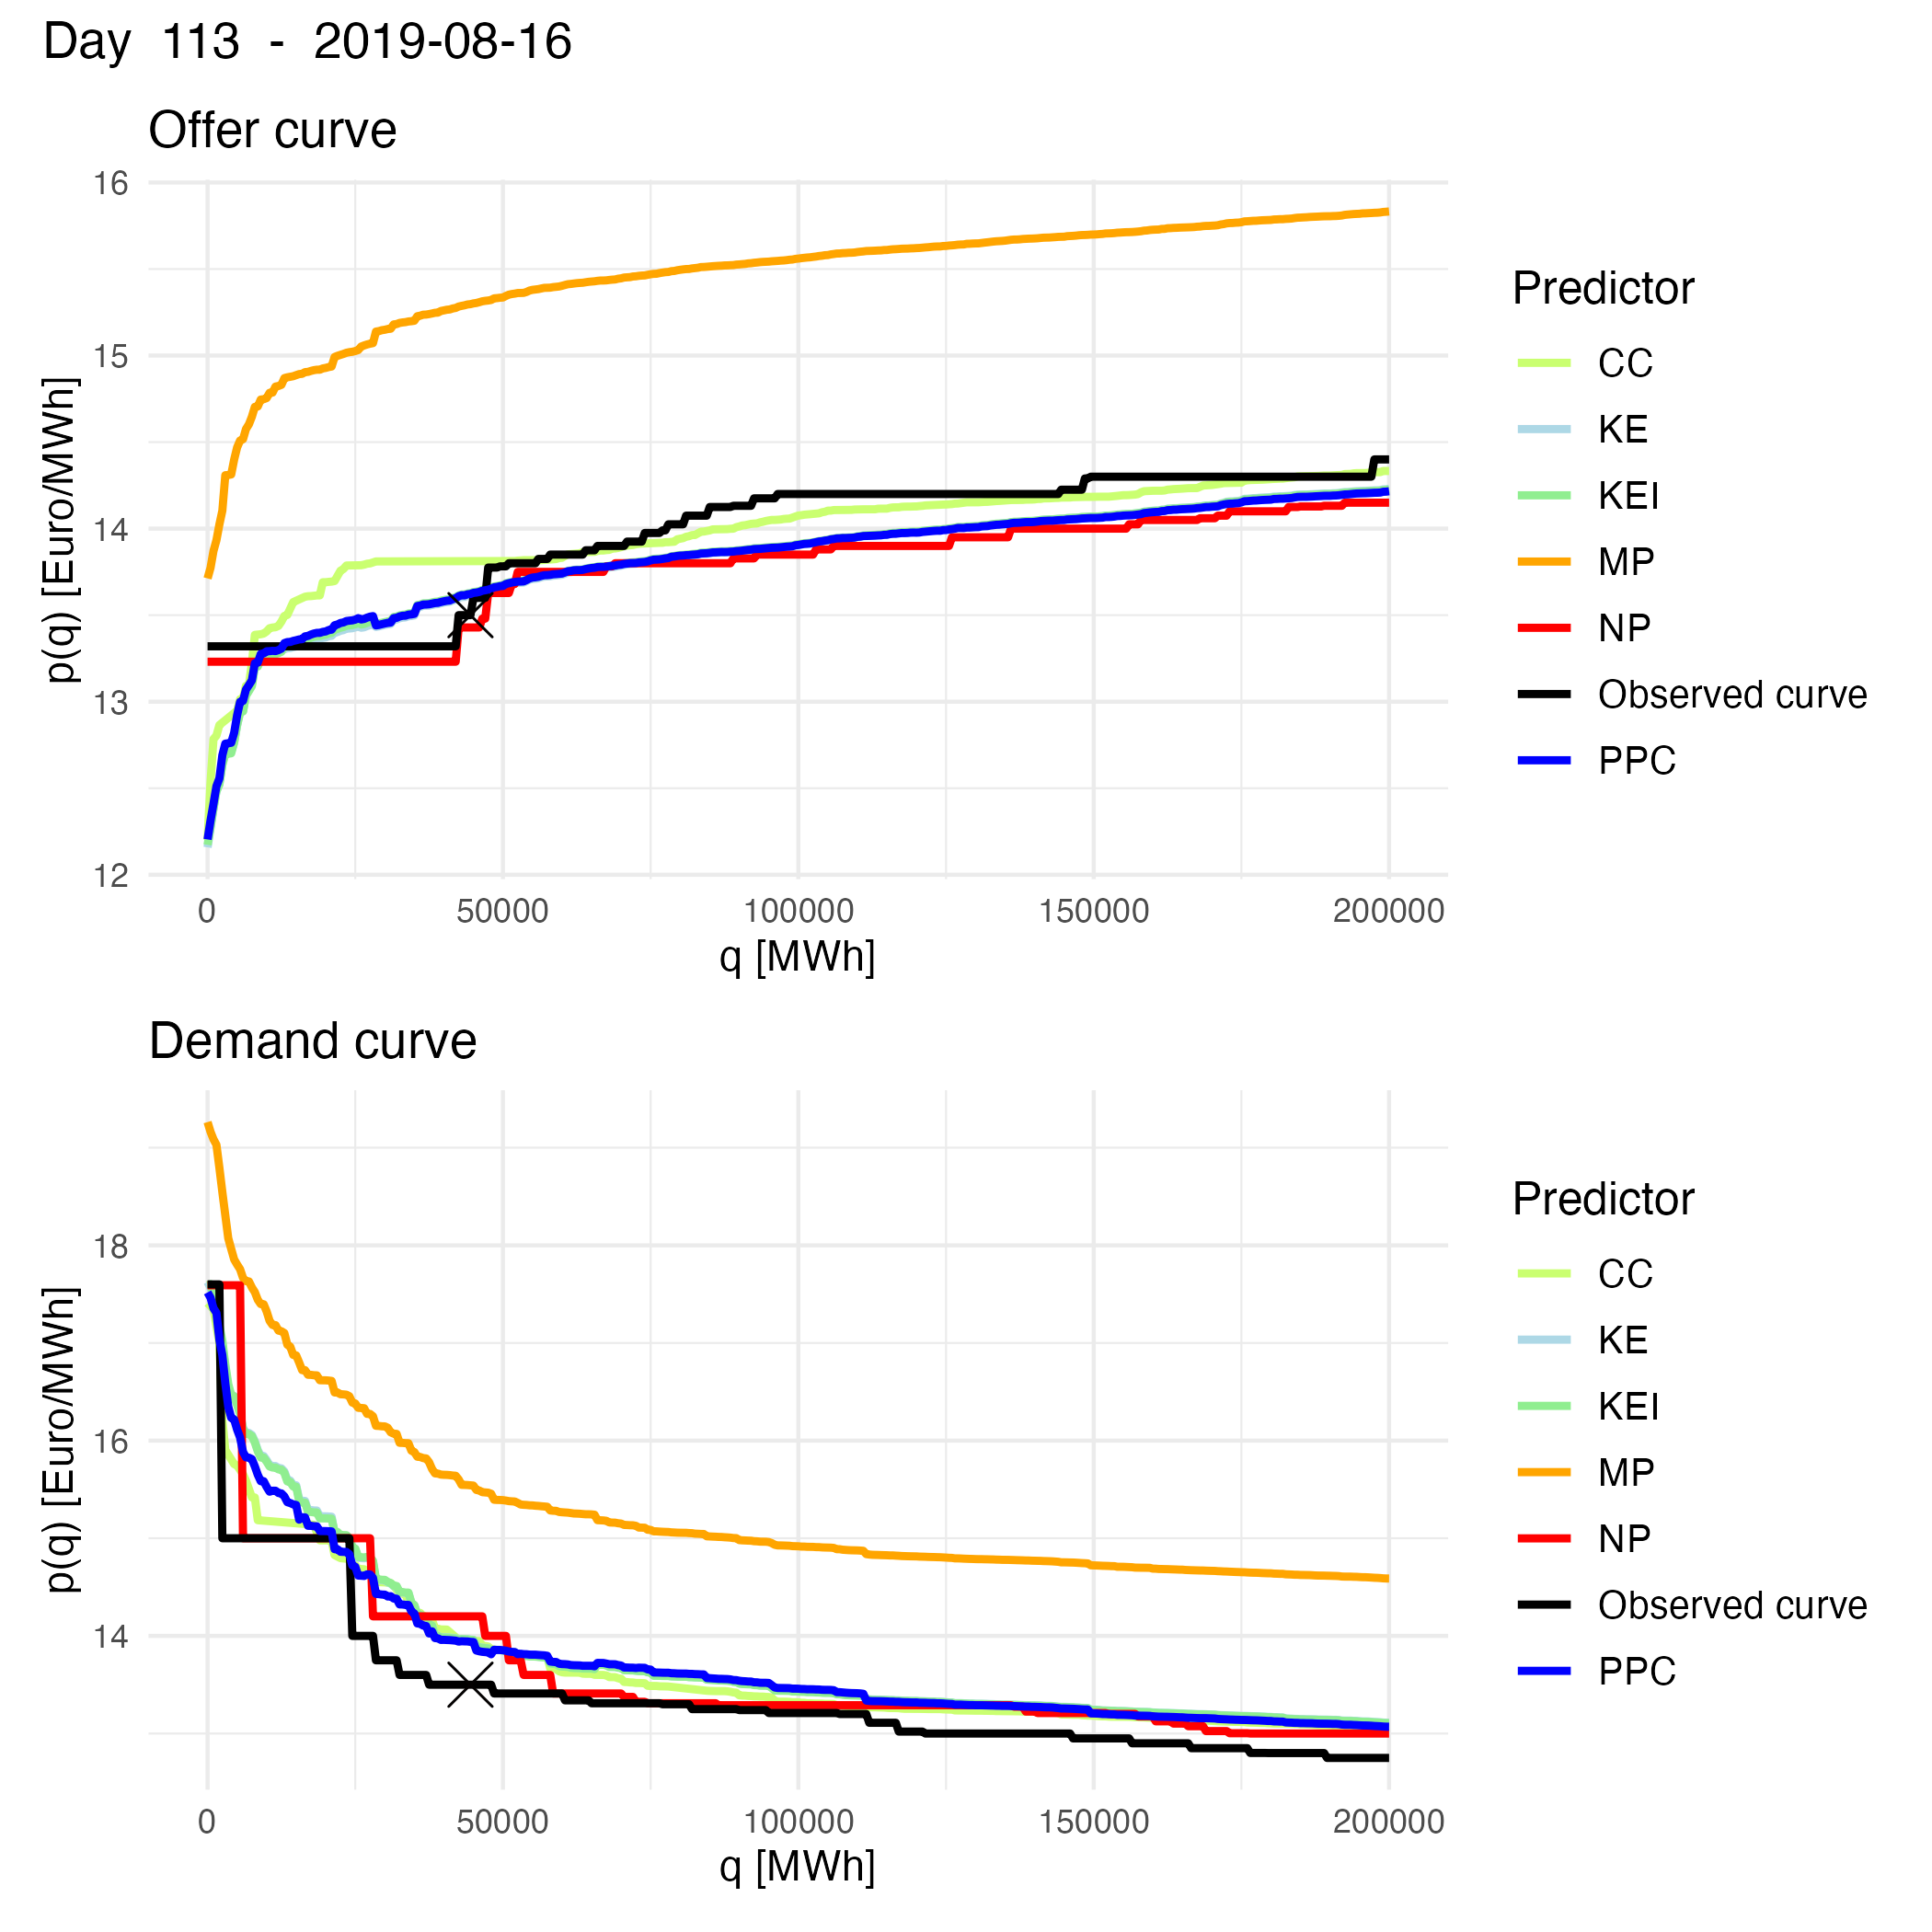 Day 113 - 2019-08-16
Offer curve
p(q) [Euro/MWh]
16
15
14
13
12
0 50000 100000 150000 200000
q [MWh]
Predictor
CC
KE
KEI
MP
NP
Observed curve
PPC
Demand curve
p(q) [Euro/MWh]
18
16
14
0 50000 100000 150000 200000
q [MWh]
Predictor
CC
KE
KEI
MP
NP
Observed curve
PPC